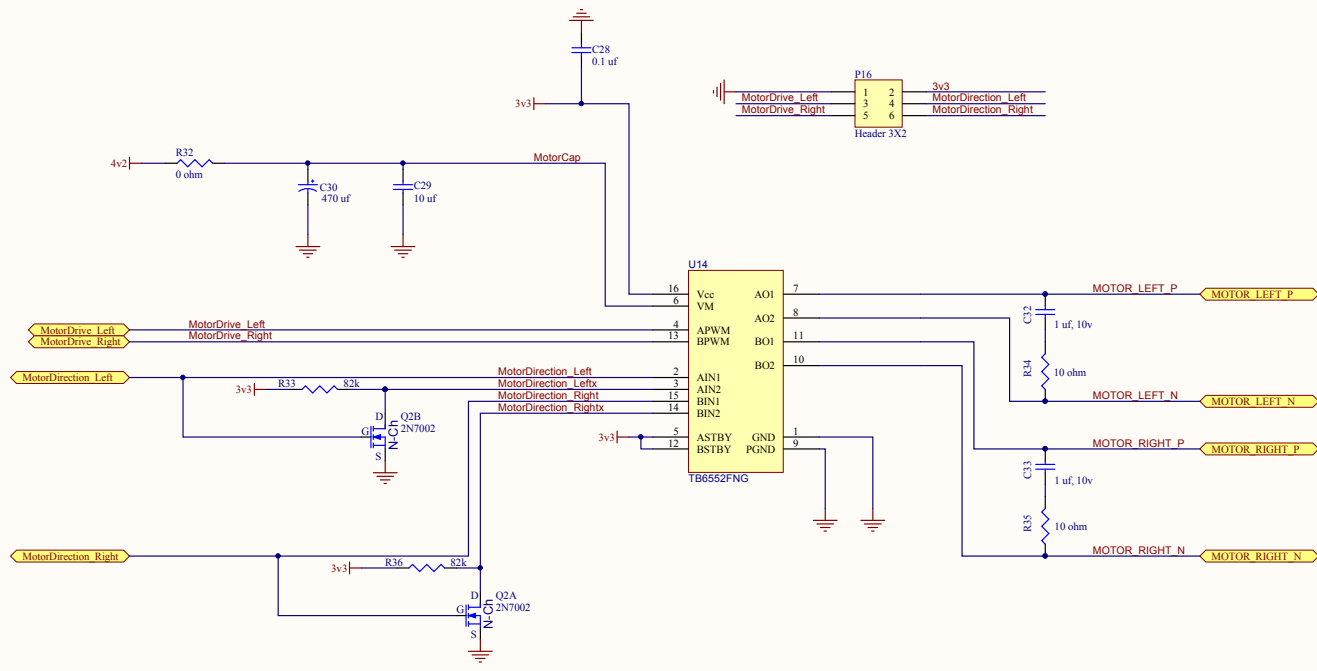 C28
0.1 uf
3v3
P16
1 2 3v3
MotorDrive_Left 3 4 MotorDirection_Left
MotorDrive_Right 5 6 MotorDirection_Right
Header 3X2
4v2
R32
0 ohm
MotorCap
C30
470 uf
C29
10 uf
U14
16 Vcc AO1 7
6 VM AO2 8
4 APWM BO1 11
13 BPWM BO2 10
2 AIN1
3 AIN2
15 BIN1
14 BIN2
5 ASTBY GND 1
12 BSTBY PGND 9
TB6552FNG
MotorDrive_Left MotorDrive_Left
MotorDrive_Right MotorDrive_Right
MotorDirection_Left MotorDirection_Left
3v3 R33 82k MotorDirection_Leftx
MotorDirection_Right
MotorDirection_Rightx
D
G
S
N-Ch
Q2B
2N7002
3v3
MotorDirection_Right
3v3 R36 82k
D
G
S
N-Ch
Q2A
2N7002
MOTOR_LEFT_P MOTOR_LEFT_P
C32
1 uf, 10v
R34
10 ohm
MOTOR_LEFT_N MOTOR_LEFT_N
MOTOR_RIGHT_P MOTOR_RIGHT_P
C33
1 uf, 10v
R35
10 ohm
MOTOR_RIGHT_N MOTOR_RIGHT_N